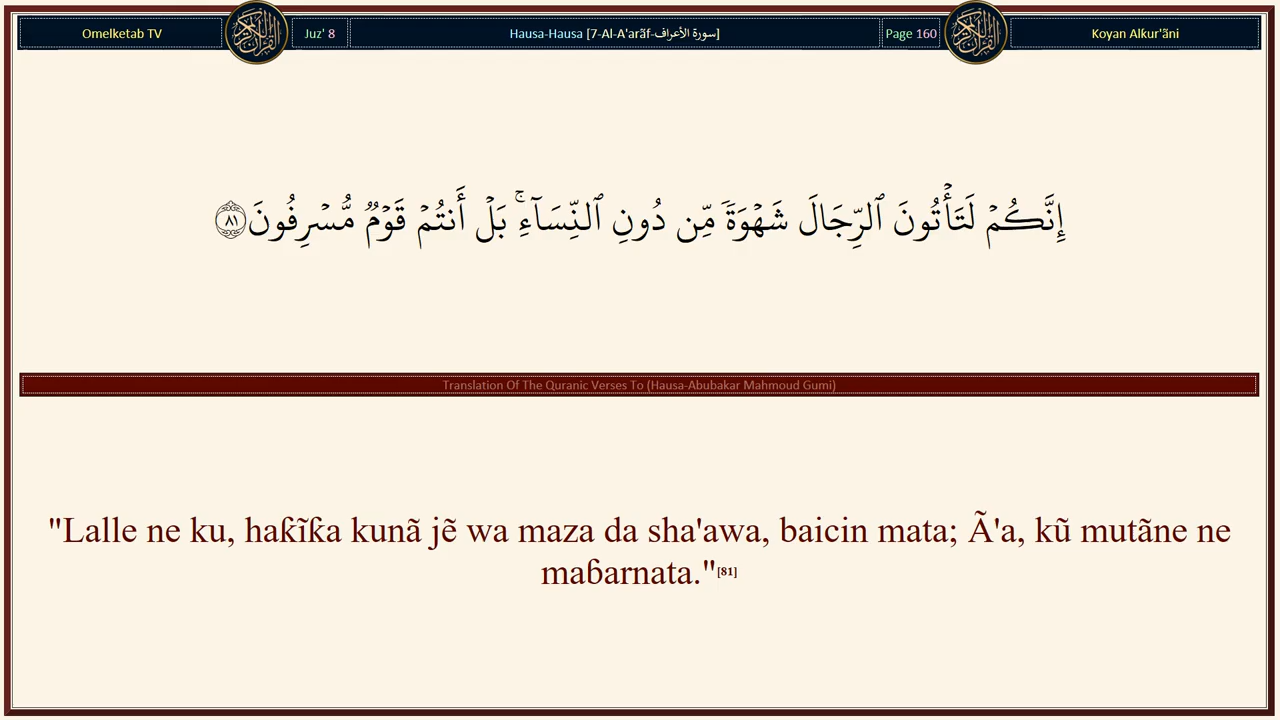 Omelketab TV
Juz' 8
Hausa-Hausa [7-Al-A'arãf-سورة الأعراف]
Page 160
Koyan Alƙur'ãni
إِنَّكُمۡ لَتَأۡتُونَ ٱلرِّجَالَ شَهۡوَةٗ مِّن دُونِ ٱلنِّسَآءِۚ بَلۡ أَنتُمۡ قَوۡمٞ مُّسۡرِفُونَ ٨١
Translation Of The Quranic Verses To (Hausa-Abubakar Mahmoud Gumi)
"Lalle ne ku, haƙĩƙa kunã jẽ wa maza da sha'awa, baicin mata; Ã'a, kũ mutãne ne
maɓarnata."[81]